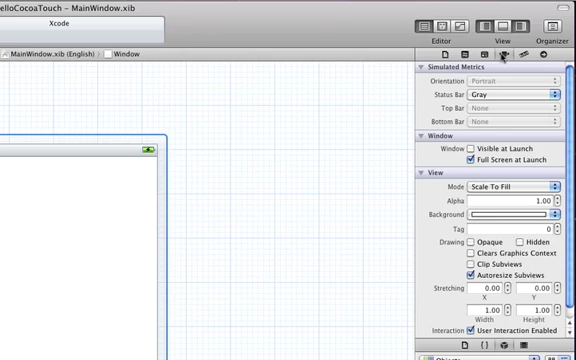 elloCocoaTouch – MainWindow.xib
Xcode
Editor View Organizer
MainWindow.xib (English) Window
Simulated Metrics
Orientation Portrait
Status Bar Gray
Top Bar None
Bottom Bar None
Window
Window Visible at Launch
Full Screen at Launch
View
Mode Scale To Fill
Alpha 1.00
Background
Tag 0
Drawing Opaque Hidden
Clears Graphics Context
Clip Subviews
Autoresize Subviews
Stretching 0.00 0.00
X Y
1.00 1.00
Width Height
Interaction User Interaction Enabled